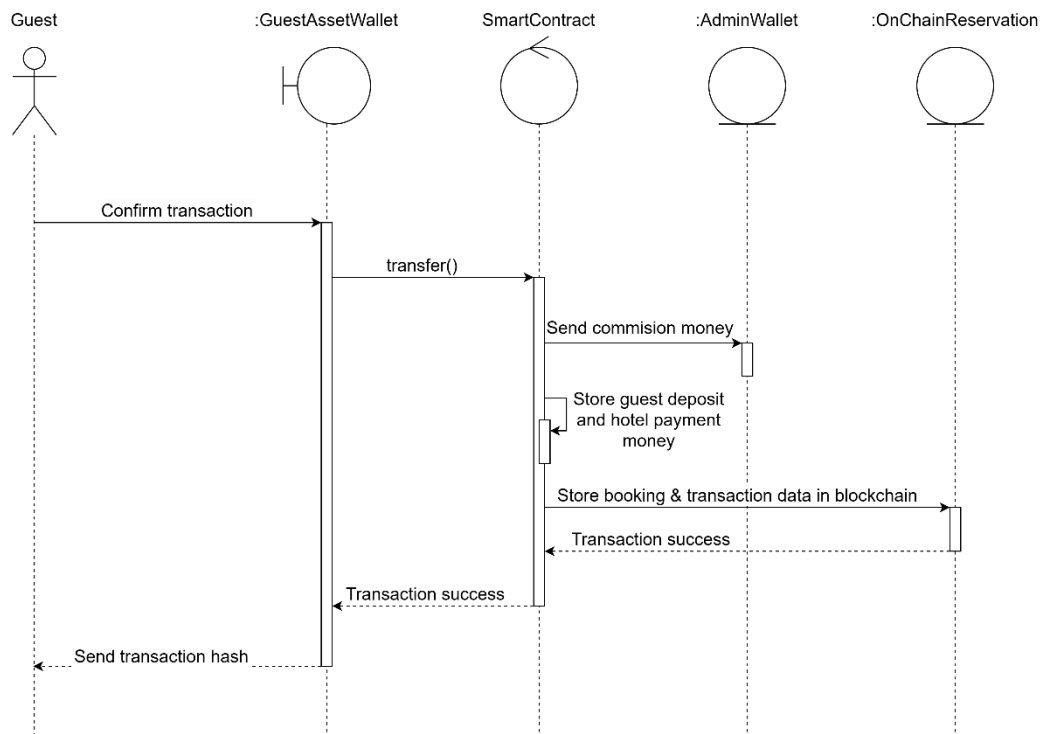 Guest
:GuestAssetWallet
SmartContract
:AdminWallet
:OnChainReservation
Confirm transaction
transfer()
Send commision money
Store guest deposit
and hotel payment
money
Store booking & transaction data in blockchain
Transaction success
Transaction success
Send transaction hash